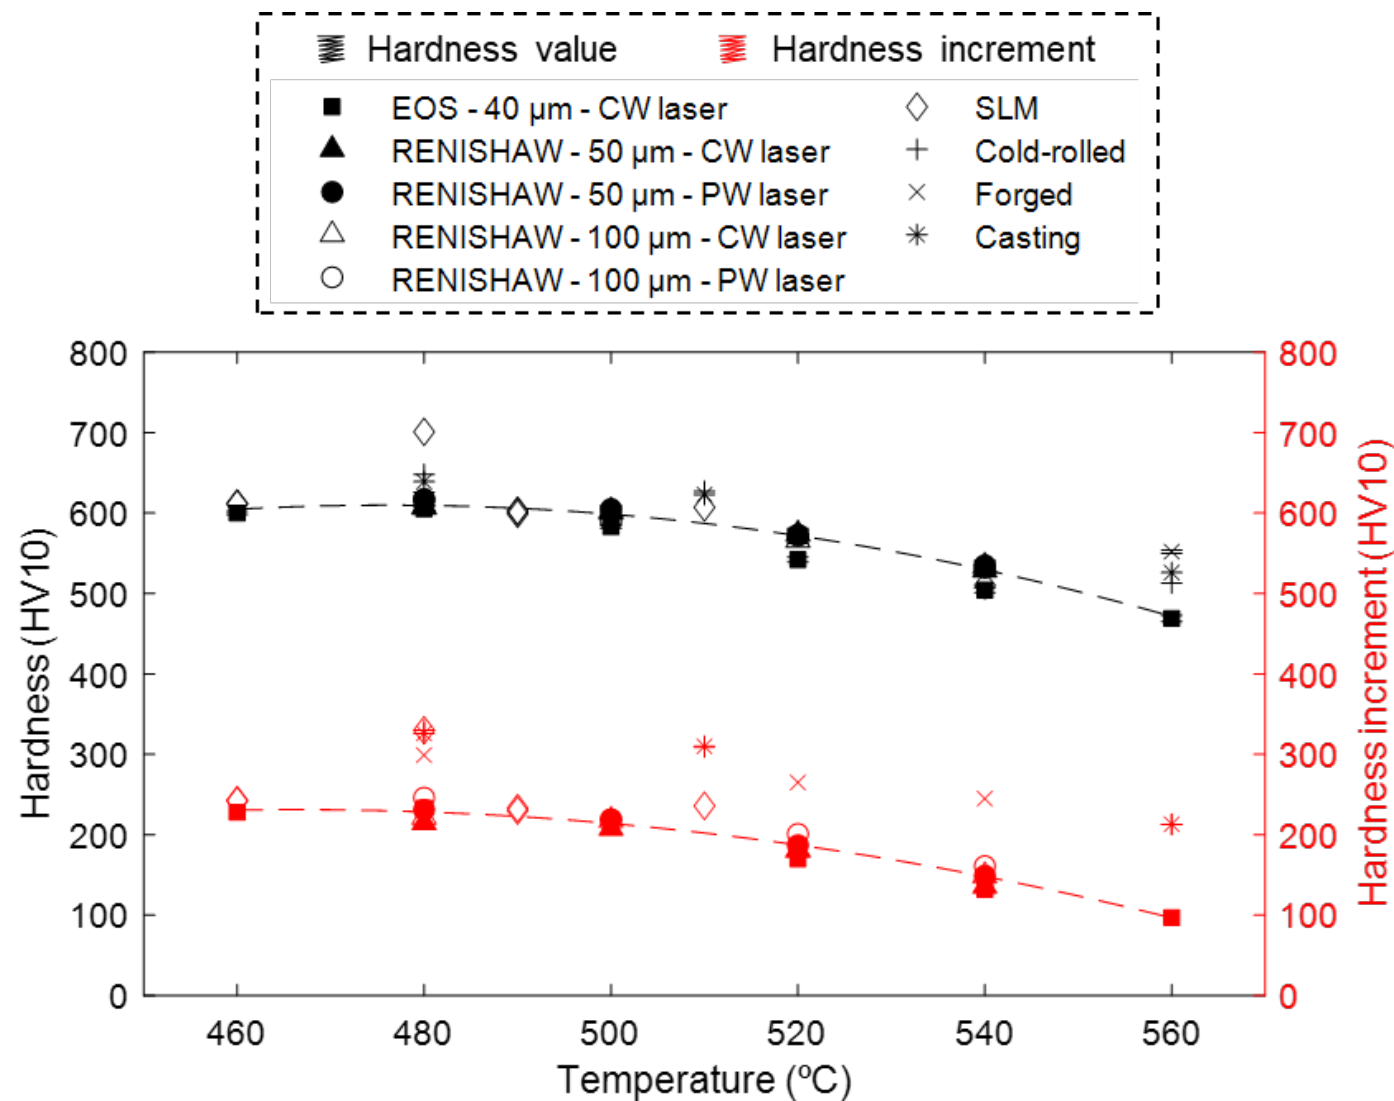 Hardness value Hardness increment
EOS - 40 µm - CW laser SLM
RENISHAW - 50 µm - CW laser Cold-rolled
RENISHAW - 50 µm - PW laser Forged
RENISHAW - 100 µm - CW laser Casting
RENISHAW - 100 µm - PW laser
800 800
700 700
600 600
500 500
400 400
300 300
200 200
100 100
0 0
Hardness (HV10)
Hardness increment (HV10)
460 480 500 520 540 560
Temperature (ºC)